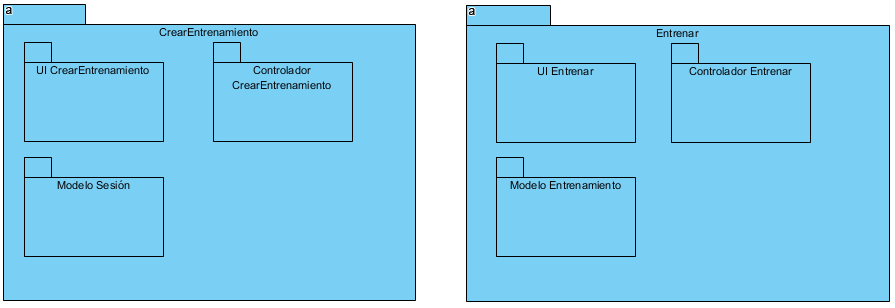 a
CrearEntrenamiento
UI CrearEntrenamiento
Controlador
CrearEntrenamiento
Modelo Sesión
a
Entrenar
UI Entrenar
Controlador Entrenar
Modelo Entrenamiento